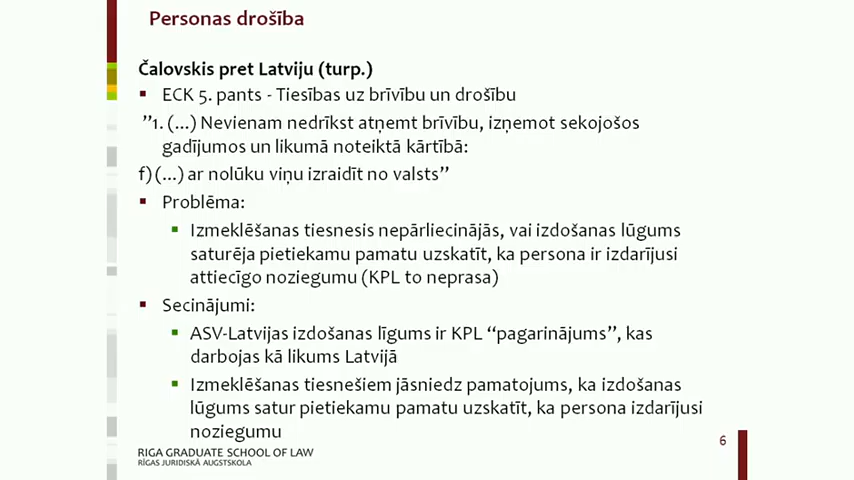 Personas drošība
Čalovskis pret Latviju (turp.)
ECK 5. pants - Tiesības uz brīvību un drošību
”1. (…) Nevienam nedrīkst atņemt brīvību, izņemot sekojošos
gadījumos un likumā noteiktā kārtībā:
f) (…) ar nolūku viņu izraidīt no valsts”
Problēma:
Izmeklēšanas tiesnesis nepārliecinājās, vai izdošanas lūgums
saturēja pietiekamu pamatu uzskatīt, ka persona ir izdarījusi
attiecīgo noziegumu (KPL to neprasa)
Secinājumi:
ASV-Latvijas izdošanas līgums ir KPL “pagarinājums”, kas
darbojas kā likums Latvijā
Izmeklēšanas tiesnešiem jāsniedz pamatojums, ka izdošanas
lūgums satur pietiekamu pamatu uzskatīt, ka persona izdarījusi
noziegumu
6
RIGA GRADUATE SCHOOL OF LAW
RĪGAS JURIDISKĀ AUGSTSKOLA